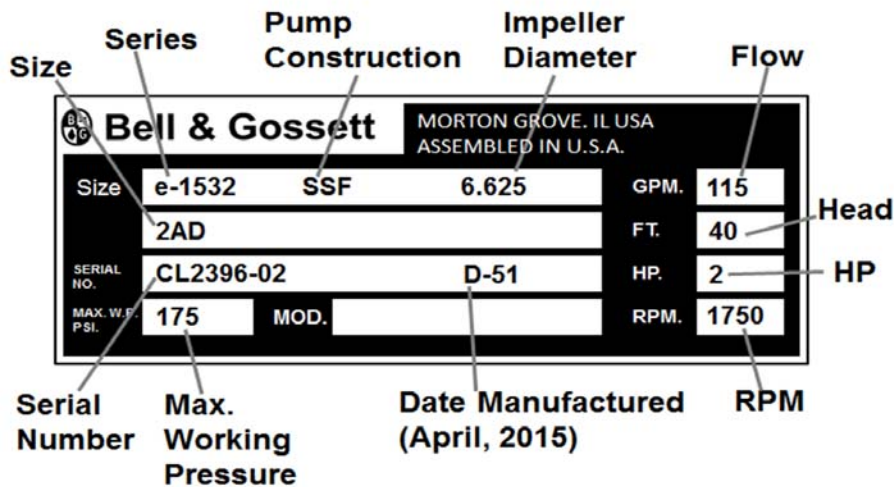 Size
Series
Pump
Construction
Impeller
Diameter
Flow
Bell & Gossett
MORTON GROVE. IL USA
ASSEMBLED IN U.S.A.
Size e-1532 SSF 6.625 GPM. 115
2AD FT. 40
Head
SERIAL
NO. CL2396-02 D-51 HP. 2
HP
MAX. W.P.
PSI. 175 MOD. RPM. 1750
Serial
Number
Max.
Working
Pressure
Date Manufactured
(April, 2015)
RPM